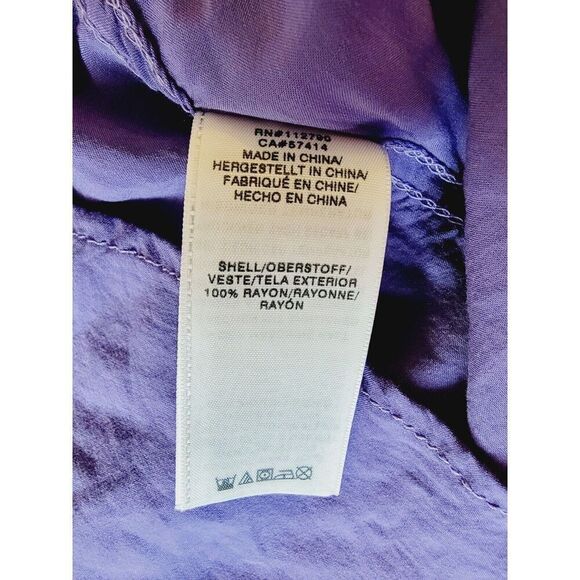 RN#112790
CA#57414
MADE IN CHINA/
HERGESTELLT IN CHINA/
FABRIQUÉ EN CHINE/
HECHO EN CHINA
SHELL/OBERSTOFF/
VESTE/TELA EXTERIOR
100% RAYON/RAYONNE/
RAYÓN